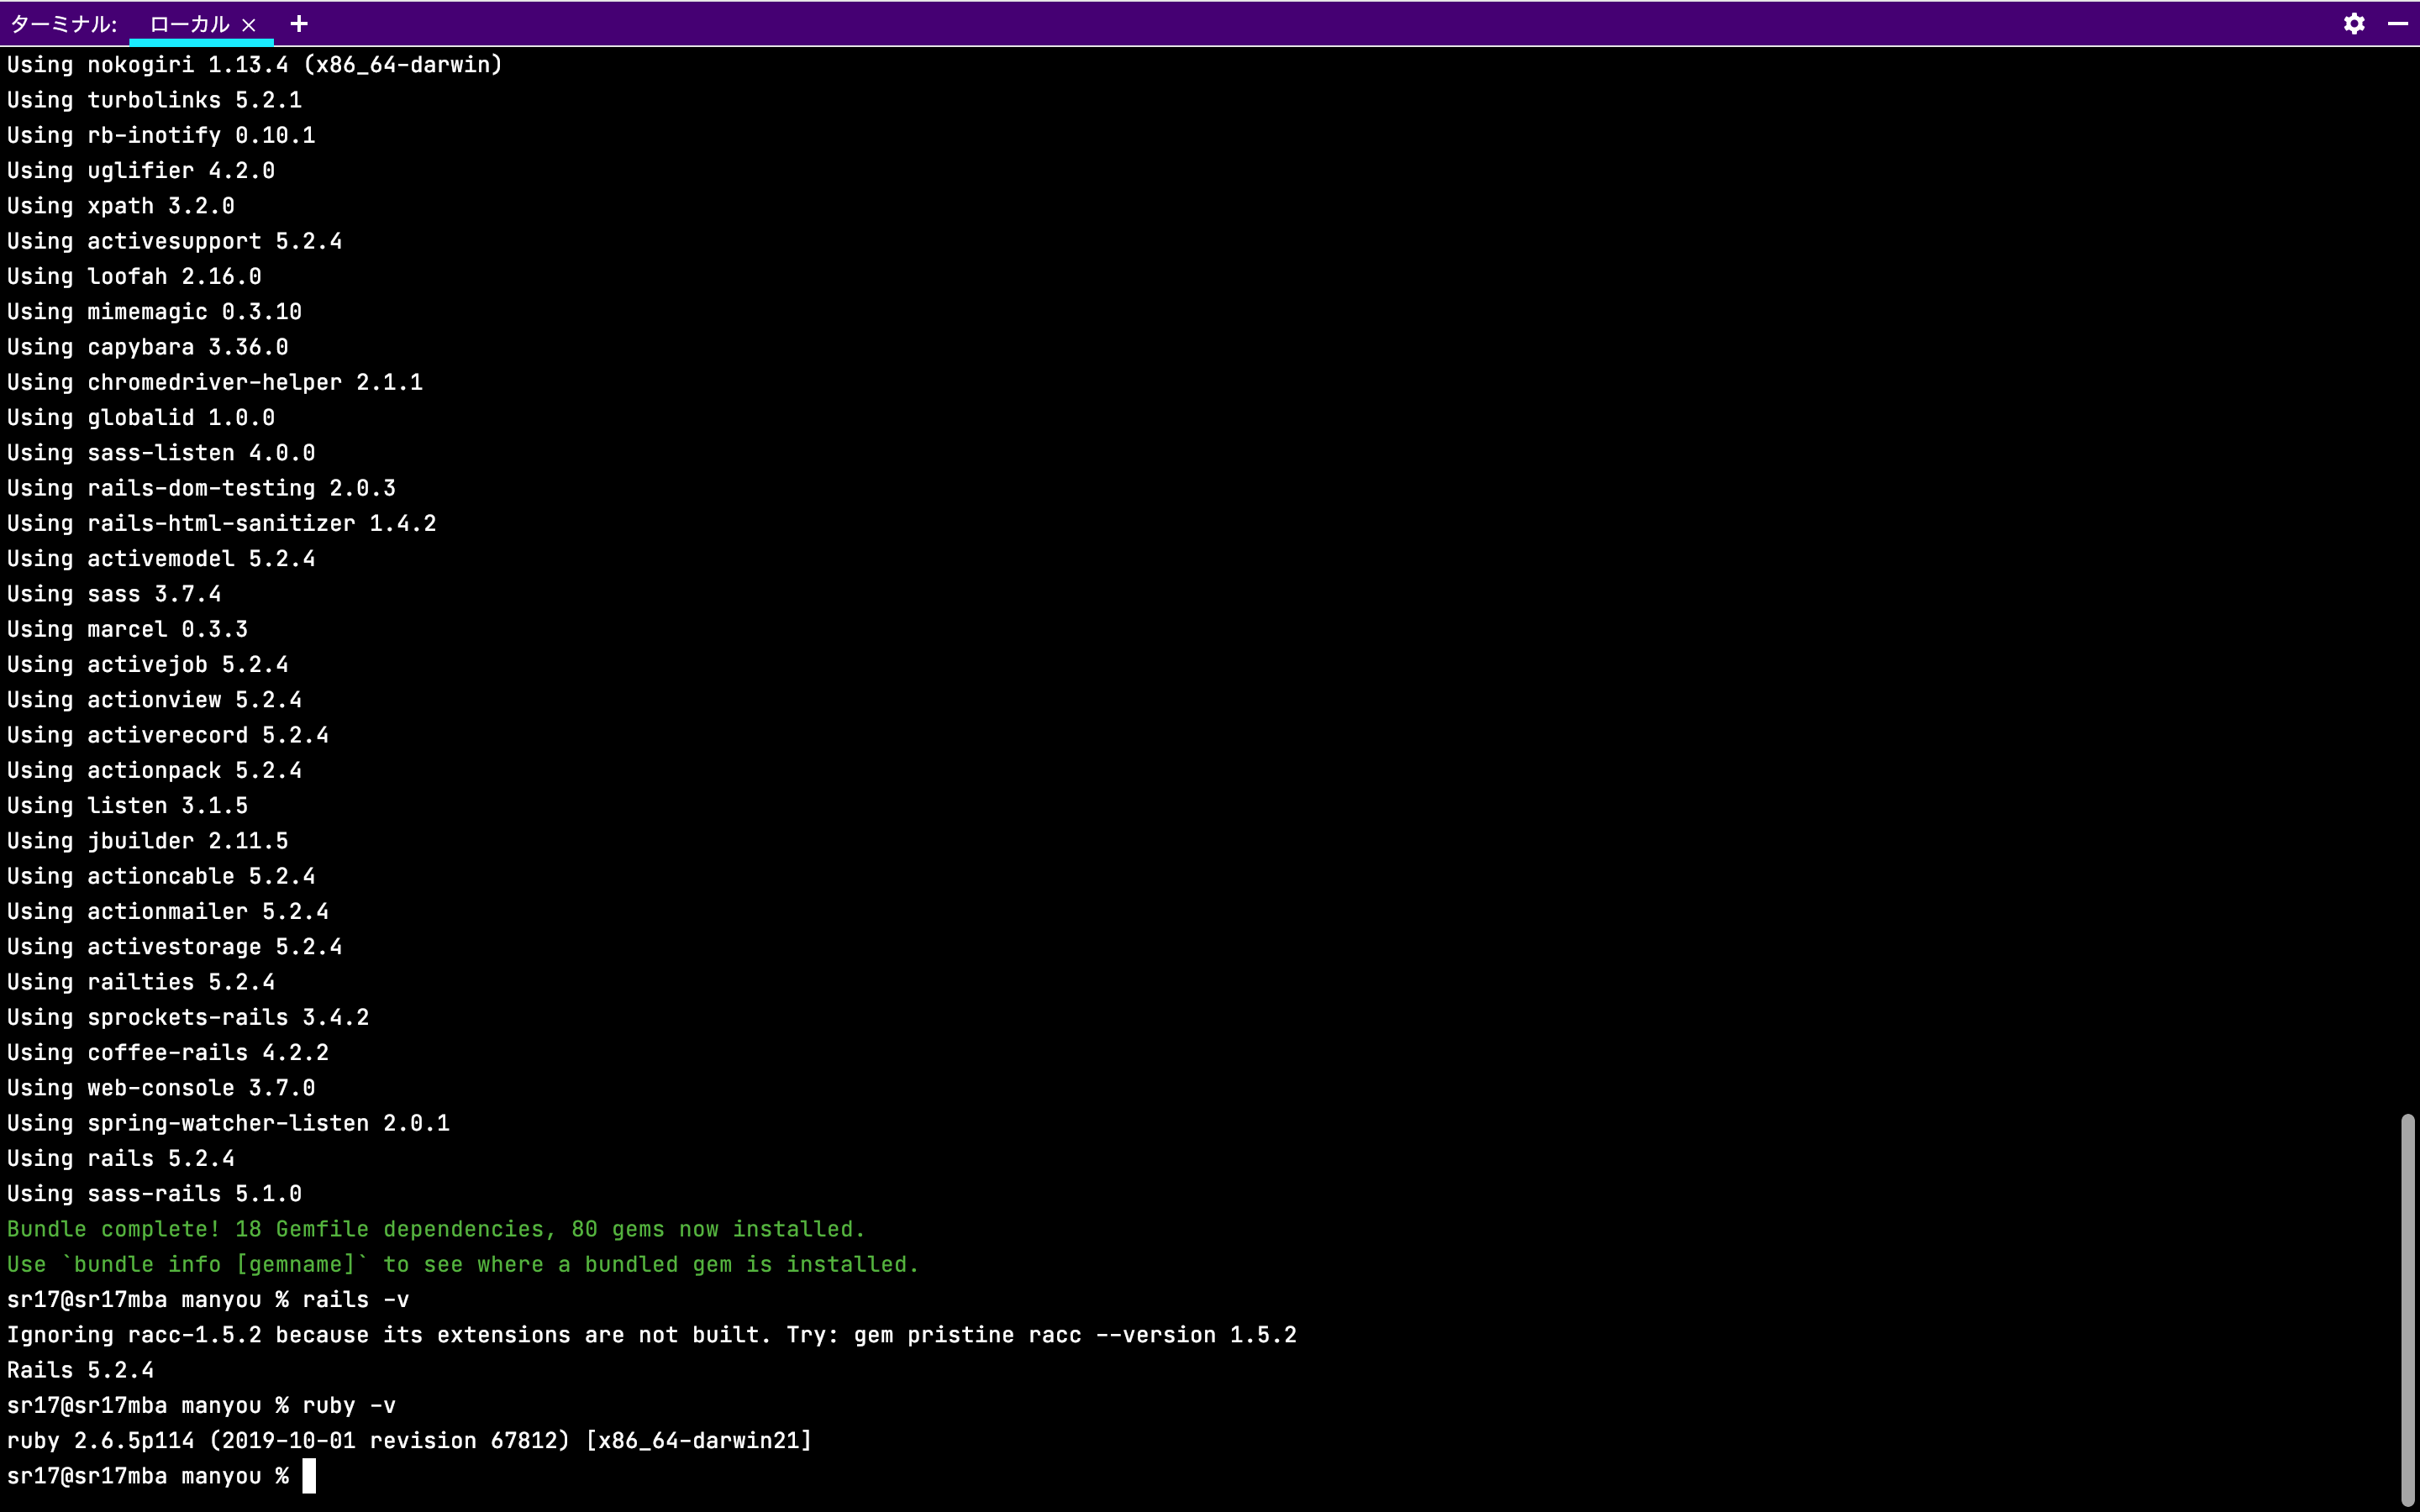 ターミナル: ローカル × +
Using nokogiri 1.13.4 (x86_64-darwin)
Using turbolinks 5.2.1
Using rb-inotify 0.10.1
Using uglifier 4.2.0
Using xpath 3.2.0
Using activesupport 5.2.4
Using loofah 2.16.0
Using mimemagic 0.3.10
Using capybara 3.36.0
Using chromedriver-helper 2.1.1
Using globalid 1.0.0
Using sass-listen 4.0.0
Using rails-dom-testing 2.0.3
Using rails-html-sanitizer 1.4.2
Using activemodel 5.2.4
Using sass 3.7.4
Using marcel 0.3.3
Using activejob 5.2.4
Using actionview 5.2.4
Using activerecord 5.2.4
Using actionpack 5.2.4
Using listen 3.1.5
Using jbuilder 2.11.5
Using actioncable 5.2.4
Using actionmailer 5.2.4
Using activestorage 5.2.4
Using railties 5.2.4
Using sprockets-rails 3.4.2
Using coffee-rails 4.2.2
Using web-console 3.7.0
Using spring-watcher-listen 2.0.1
Using rails 5.2.4
Using sass-rails 5.1.0
Bundle complete! 18 Gemfile dependencies, 80 gems now installed.
Use `bundle info [gemname]` to see where a bundled gem is installed.
sr17@sr17mba manyou % rails -v
Ignoring racc-1.5.2 because its extensions are not built. Try: gem pristine racc --version 1.5.2
Rails 5.2.4
sr17@sr17mba manyou % ruby -v
ruby 2.6.5p114 (2019-10-01 revision 67812) [x86_64-darwin21]
sr17@sr17mba manyou %